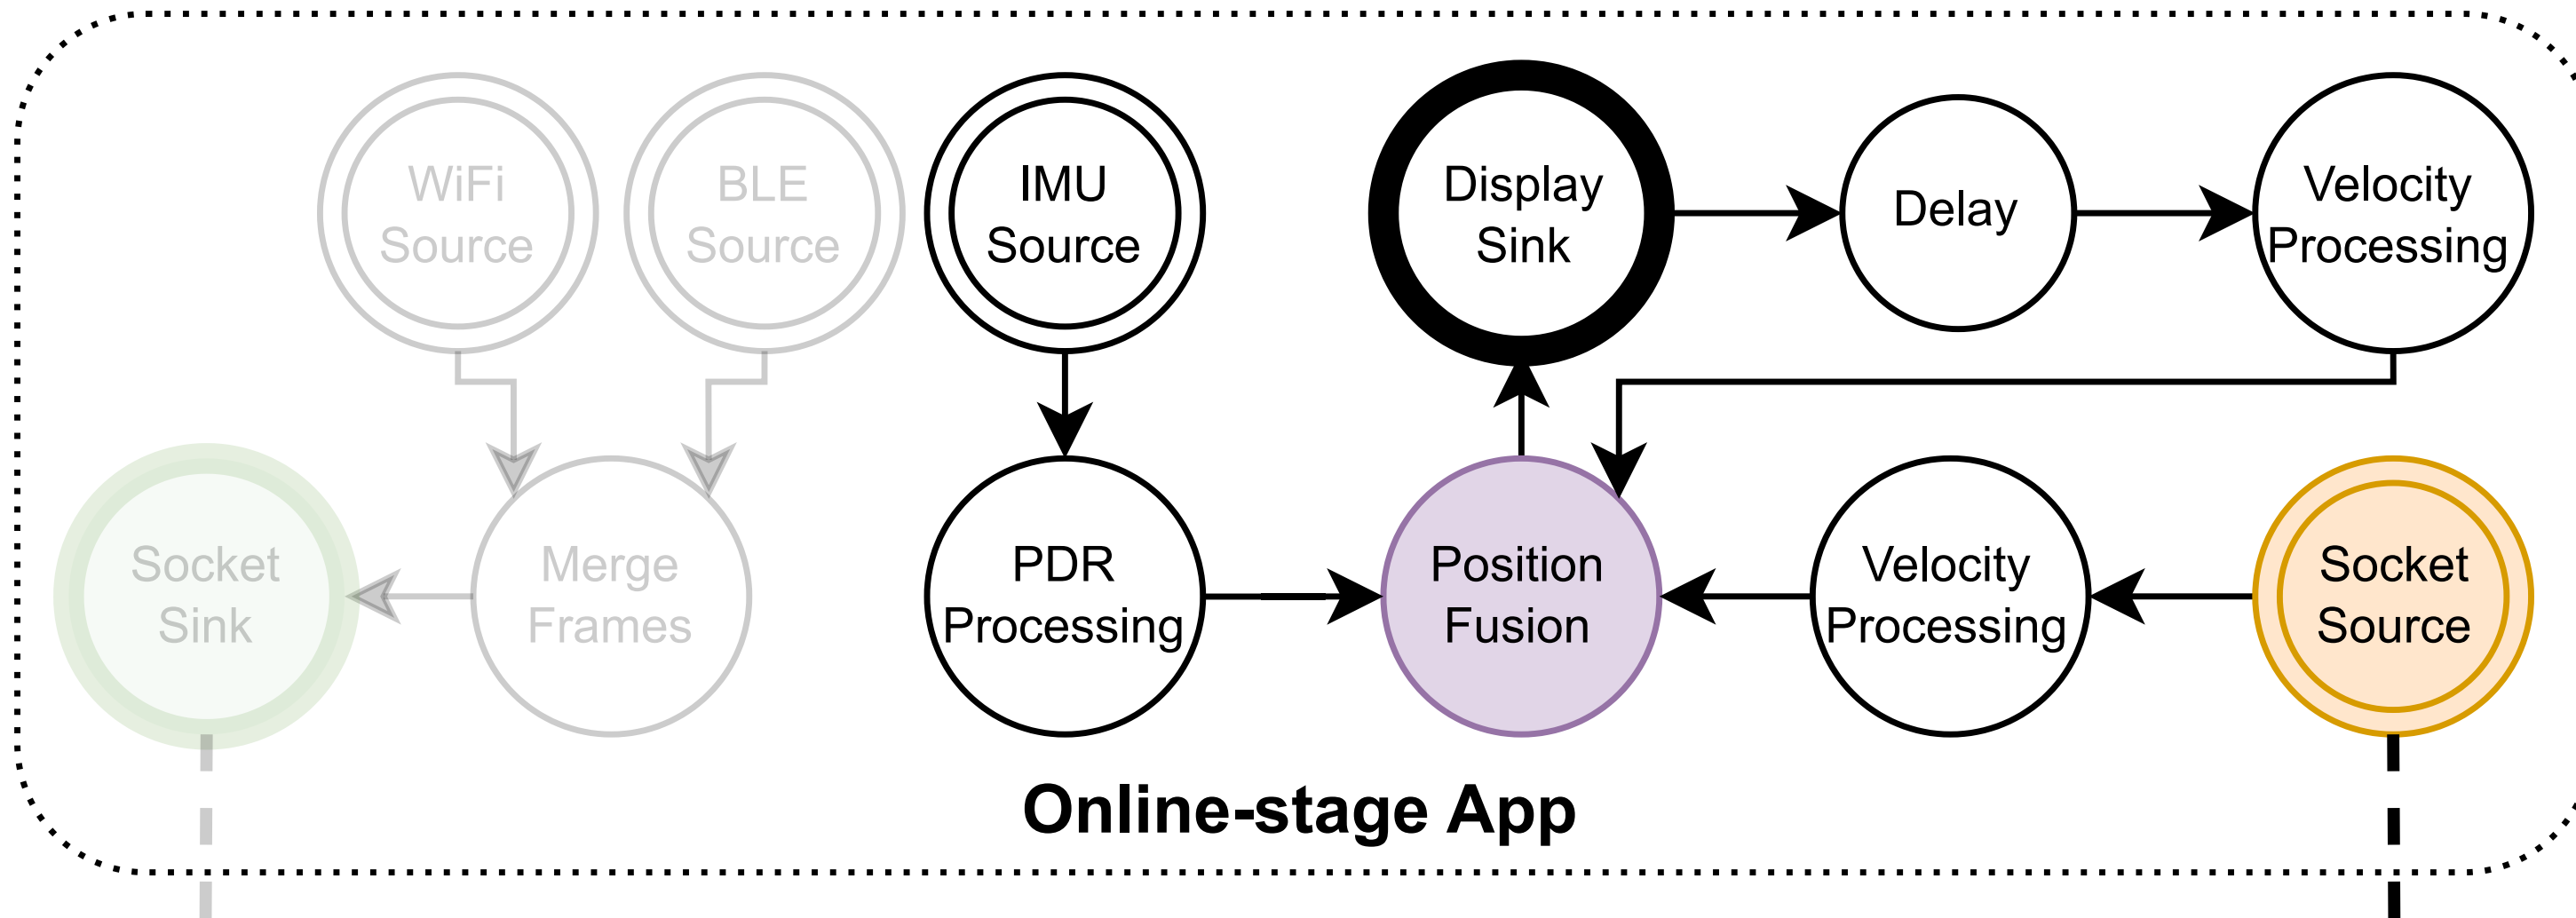 WiFi
Source
BLE
Source
IMU
Source
Display
Sink
Delay
Velocity
Processing
Socket
Sink
Merge
Frames
PDR
Processing
Position
Fusion
Velocity
Processing
Socket
Source
Online-stage App